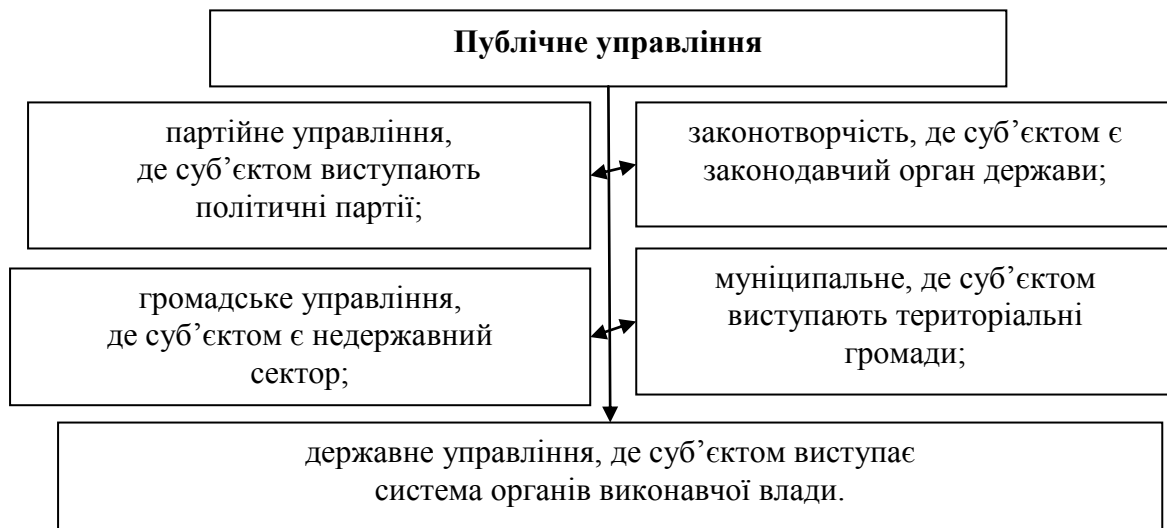 Публічне управління
партійне управління,
де суб’єктом виступають
політичні партії;
законотворчість, де суб’єктом є
законодавчий орган держави;
громадське управління,
де суб’єктом є недержавний
сектор;
муніципальне, де суб’єктом
виступають територіальні
громади;
державне управління, де суб’єктом виступає
система органів виконавчої влади.